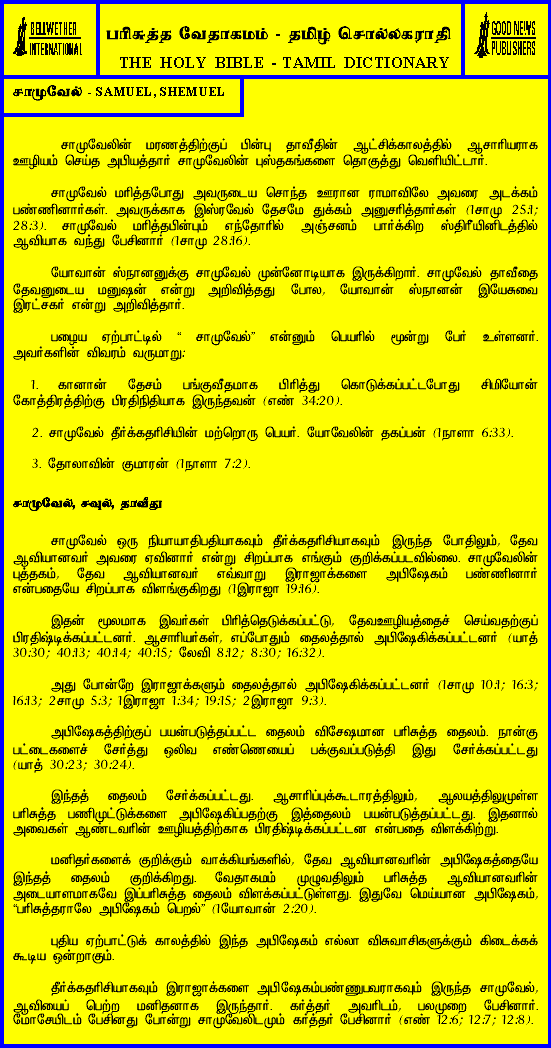 BELLWETHER
INTERNATIONAL
பரிசுத்த வேதாகமம் - தமிழ் சொல்லகராதி
THE HOLY BIBLE - TAMIL DICTIONARY
GOOD NEWS
PUBLISHERS
சாமுவேல் - SAMUEL, SHEMUEL
சாமுவேலின் மரணத்திற்குப் பின்பு தாவீதின் ஆட்சிக்காலத்தில் ஆசாரியராக
ஊழியம் செய்த அபியத்தார் சாமுவேலின் புஸ்தகங்களை தொகுத்து வெளியிட்டார்.
சாமுவேல் மரித்தபோது அவருடைய சொந்த ஊரான ராமாவிலே அவரை அடக்கம்
பண்ணினார்கள். அவருக்காக இஸ்ரவேல் தேசமே துக்கம் அனுசரித்தார்கள் (1சாமு 25:1;
28:3). சாமுவேல் மரித்தபின்பும் எந்தோரில் அஞ்சனம் பார்க்கிற ஸ்திரீயினிடத்தில்
ஆவியாக வந்து பேசினார் (1சாமு 28:16).
யோவான் ஸ்நானனுக்கு சாமுவேல் முன்னோடியாக இருக்கிறார். சாமுவேல் தாவீதை
தேவனுடைய மனுஷன் என்று அறிவித்தது போல, யோவான் ஸ்நானன் இயேசுவை
இரட்சகர் என்று அறிவித்தார்.
பழைய ஏற்பாட்டில் “ சாமுவேல்” என்னும் பெயரில் மூன்று பேர் உள்ளனர்.
அவர்களின் விவரம் வருமாறு:
1. கானான் தேசம் பங்குவீதமாக பிரித்து கொடுக்கப்பட்டபோது சிமியோன்
கோத்திரத்திற்கு பிரதிநிதியாக இருந்தவன் (எண் 34:20).
2. சாமுவேல் தீர்க்கதரிசியின் மற்றொரு பெயர். யோவேலின் தகப்பன் (1நாளா 6:33).
3. தோலாவின் குமாரன் (1நாளா 7:2).
சாமுவேல், சவுல், தாவீது
சாமுவேல் ஒரு நியாயாதிபதியாகவும் தீர்க்கதரிசியாகவும் இருந்த போதிலும், தேவ
ஆவியானவர் அவரை ஏவினார் என்று சிறப்பாக எங்கும் குறிக்கப்படவில்லை. சாமுவேலின்
புத்தகம், தேவ ஆவியானவர் எவ்வாறு இராஜாக்களை அபிஷேகம் பண்ணினார்
என்பதையே சிறப்பாக விளங்குகிறது (1இராஜா 19:16).
இதன் மூலமாக இவர்கள் பிரித்தெடுக்கப்பட்டு, தேவஊழியத்தைச் செய்வதற்குப்
பிரதிஷ்டிக்கப்பட்டனர். ஆசாரியர்கள், எப்போதும் தைலத்தால் அபிஷேகிக்கப்பட்டனர் (யாத்
30:30; 40:13; 40:14; 40:15; லேவி 8:12; 8:30; 16:32).
அது போன்றே இராஜாக்களும் தைலத்தால் அபிஷேகிக்கப்பட்டனர் (1சாமு 10:1; 16:3;
16:13; 2சாமு 5:3; 1இராஜா 1:34; 19:15; 2இராஜா 9:3).
அபிஷேகத்திற்குப் பயன்படுத்தப்பட்ட தைலம் விசேஷமான பரிசுத்த தைலம். நான்கு
பட்டைகளைச் சேர்த்து ஒலிவ எண்ணெயைப் பக்குவப்படுத்தி இது சேர்க்கப்பட்டது
(யாத் 30:23; 30:24).
இந்தத் தைலம் சேர்க்கப்பட்டது. ஆசாரிப்புக்கூடாரத்திலும், ஆலயத்திலுமுள்ள
பரிசுத்த பணிமுட்டுக்களை அபிஷேகிப்பதற்கு இத்தைலம் பயன்படுத்தப்பட்டது. இதனால்
அவைகள் ஆண்டவரின் ஊழியத்திற்காக பிரதிஷ்டிக்கப்பட்டன என்பதை விளக்கிற்று.
மனிதர்களைக் குறிக்கும் வாக்கியங்களில், தேவ ஆவியானவரின் அபிஷேகத்தையே
இந்தத் தைலம் குறிக்கிறது. வேதாகமம் முழுவதிலும் பரிசுத்த ஆவியானவரின்
அடையாளமாகவே இப்பரிசுத்த தைலம் விளக்கப்பட்டுள்ளது. இதுவே மெய்யான அபிஷேகம்,
“பரிசுத்தராலே அபிஷேகம் பெறல்” (1யோவான் 2:20).
புதிய ஏற்பாட்டுக் காலத்தில் இந்த அபிஷேகம் எல்லா விசுவாசிகளுக்கும் கிடைக்கக்
கூடிய ஒன்றாகும்.
தீர்க்கதரிசியாகவும் இராஜாக்களை அபிஷேகம்பண்ணுபவராகவும் இருந்த சாமுவேல்,
ஆவியைப் பெற்ற மனிதனாக இருந்தார். கர்த்தர் அவரிடம், பலமுறை பேசினார்.
மோசேயிடம் பேசினது போன்று சாமுவேலிடமும் கர்த்தர் பேசினார் (எண் 12:6; 12:7; 12:8).